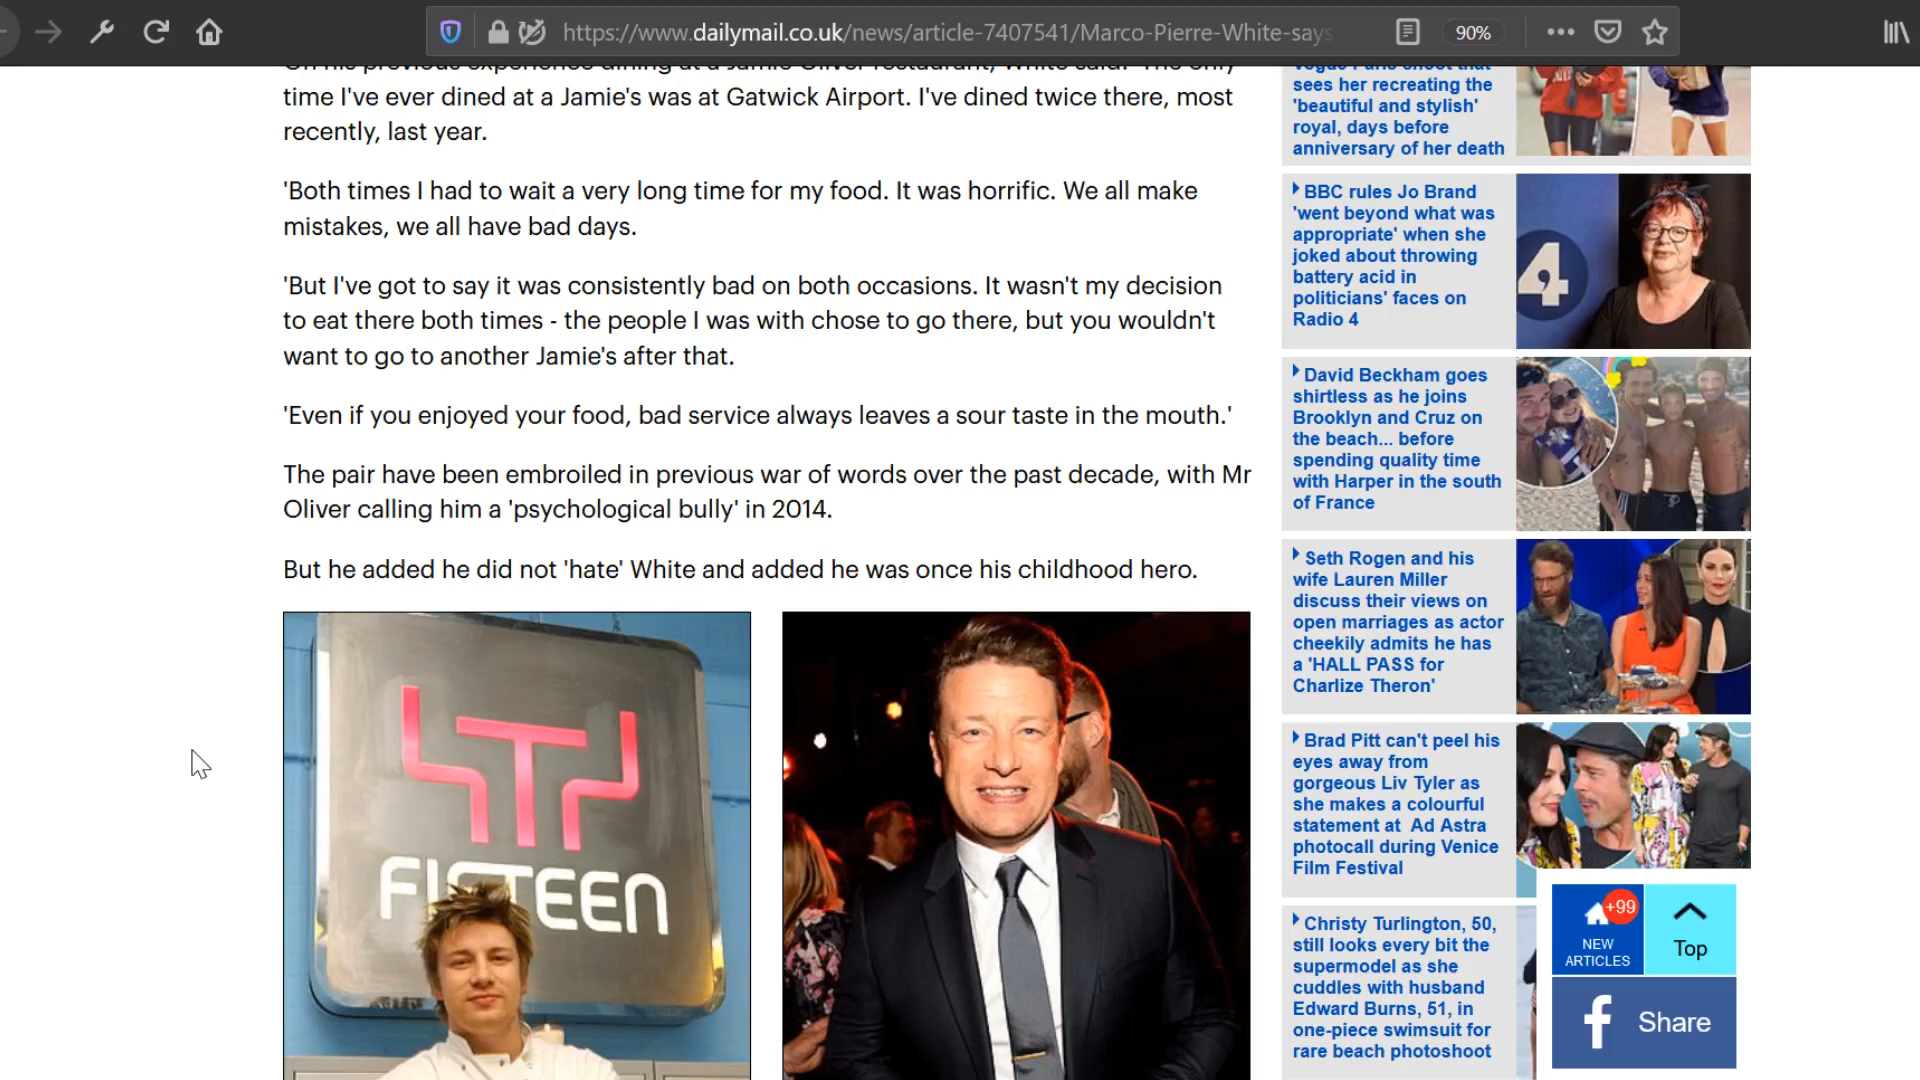 https://www.dailymail.co.uk/news/article-7407541/Marco-Pierre-White-says
90%
time I've ever dined at a Jamie's was at Gatwick Airport. I've dined twice there, most
recently, last year.
'Both times I had to wait a very long time for my food. It was horrific. We all make
mistakes, we all have bad days.
'But I've got to say it was consistently bad on both occasions. It wasn't my decision
to eat there both times - the people I was with chose to go there, but you wouldn't
want to go to another Jamie's after that.
'Even if you enjoyed your food, bad service always leaves a sour taste in the mouth.'
The pair have been embroiled in previous war of words over the past decade, with Mr
Oliver calling him a 'psychological bully' in 2014.
But he added he did not 'hate' White and added he was once his childhood hero.
FIFTEEN
sees her recreating the
'beautiful and stylish'
royal, days before
anniversary of her death
BBC rules Jo Brand
'went beyond what was
appropriate' when she
joked about throwing
battery acid in
politicians' faces on
Radio 4
4
David Beckham goes
shirtless as he joins
Brooklyn and Cruz on
the beach... before
spending quality time
with Harper in the south
of France
Seth Rogen and his
wife Lauren Miller
discuss their views on
open marriages as actor
cheekily admits he has
a 'HALL PASS for
Charlize Theron'
Brad Pitt can't peel his
eyes away from
gorgeous Liv Tyler as
she makes a colourful
statement at Ad Astra
photocall during Venice
Film Festival
Christy Turlington, 50,
still looks every bit the
supermodel as she
cuddles with husband
Edward Burns, 51, in
one-piece swimsuit for
rare beach photoshoot
+99
NEW
ARTICLES
Top
Share